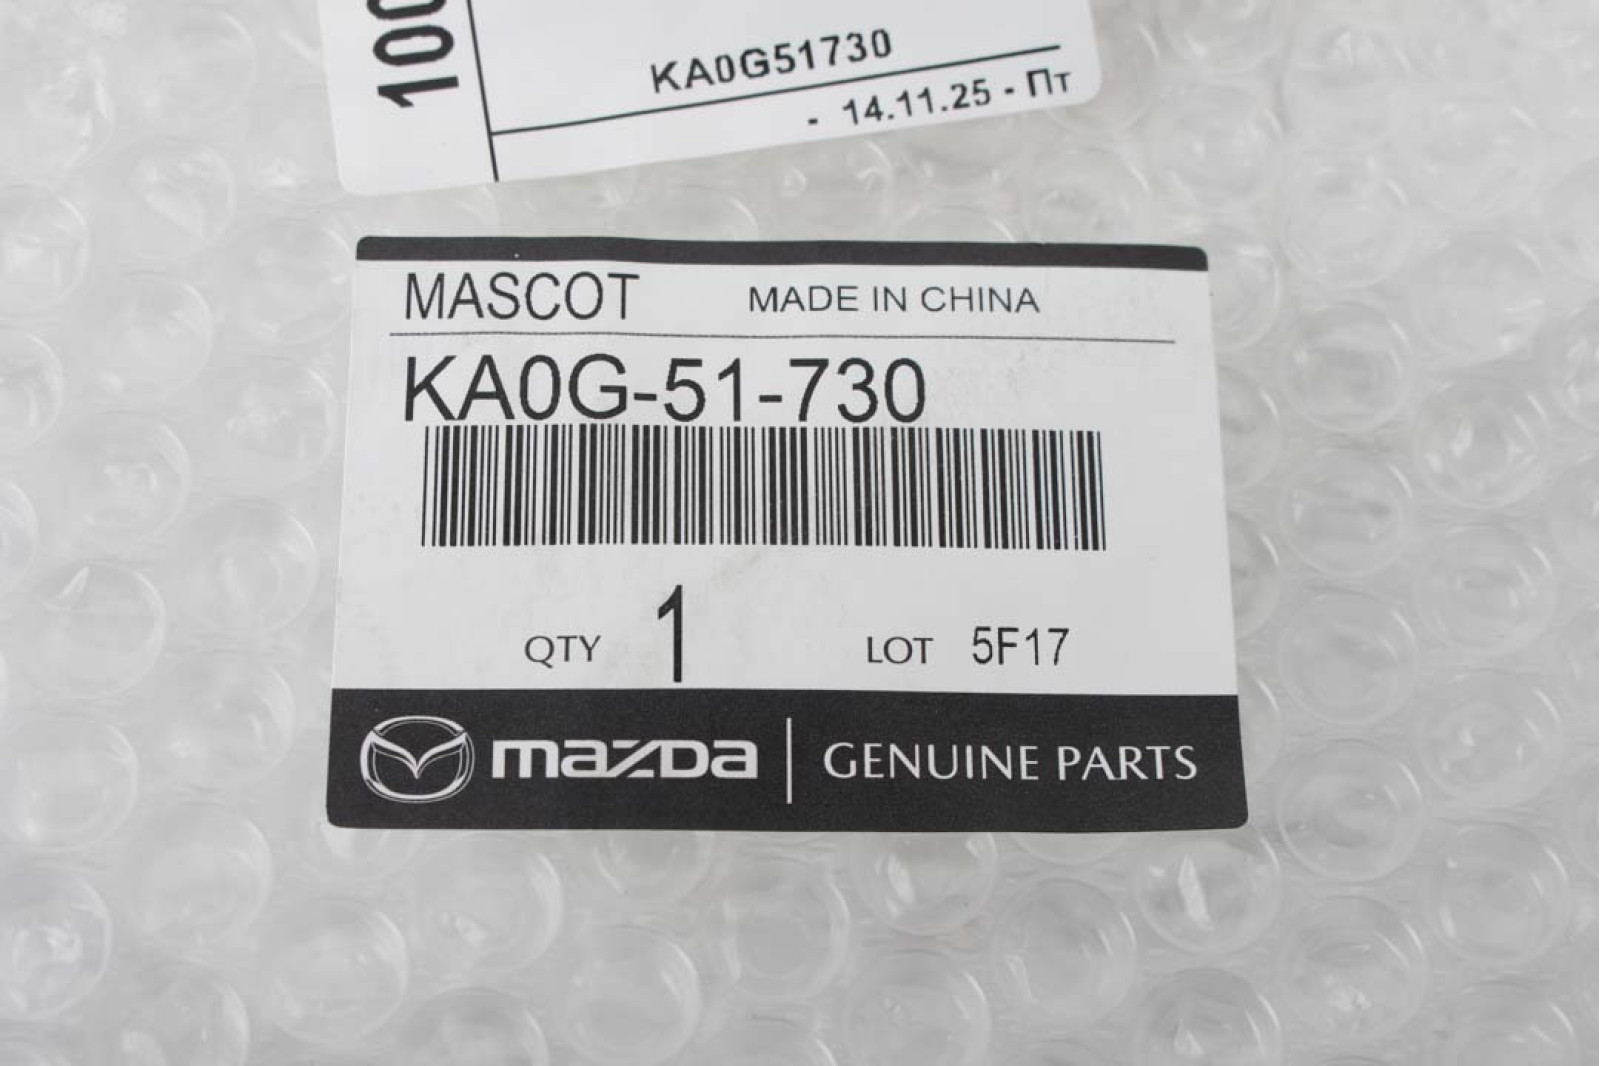 100
KA0G51730
- 14.11.25 - Пт
MASCOT MADE IN CHINA
KA0G-51-730
QTY 1 LOT 5F17
mazda GENUINE PARTS